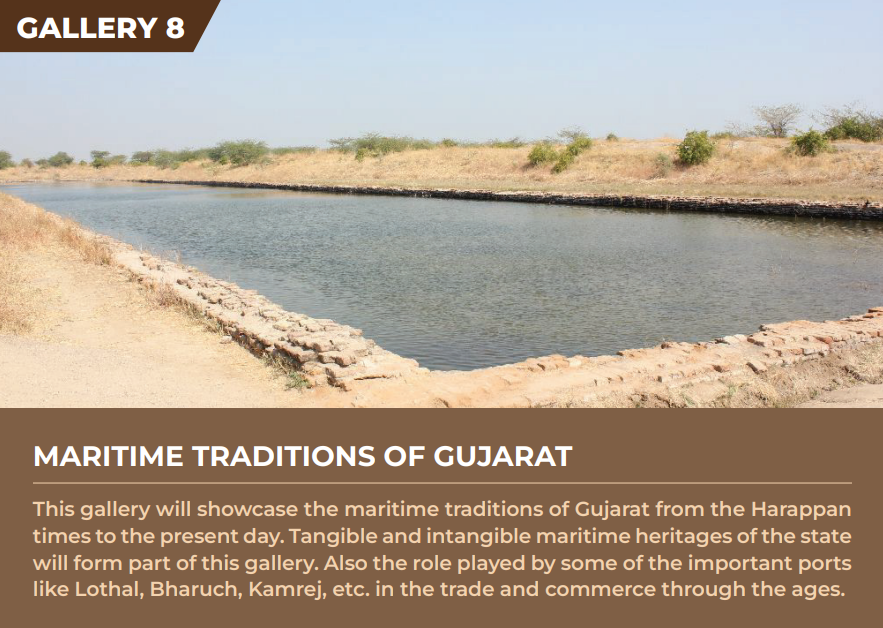 GALLERY 8
MARITIME TRADITIONS OF GUJARAT
This gallery will showcase the maritime traditions of Gujarat from the Harappan
times to the present day. Tangible and intangible maritime heritages of the state
will form part of this gallery. Also the role played by some of the important ports
like Lothal, Bharuch, Kamrej, etc. in the trade and commerce through the ages.